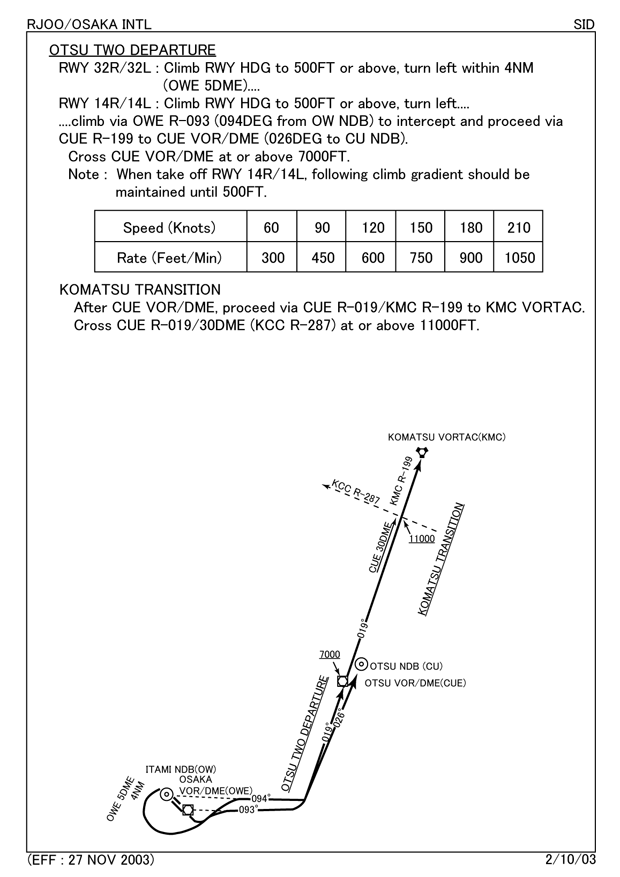 RJOO/OSAKA INTL SID
OTSU TWO DEPARTURE
RWY 32R/32L : Climb RWY HDG to 500FT or above, turn left within 4NM
(OWE 5DME)....
RWY 14R/14L : Climb RWY HDG to 500FT or above, turn left....
....climb via OWE R-093 (094DEG from OW NDB) to intercept and proceed via
CUE R-199 to CUE VOR/DME (026DEG to CU NDB).
Cross CUE VOR/DME at or above 7000FT.
Note : When take off RWY 14R/14L, following climb gradient should be
maintained until 500FT.
Speed (Knots) 60 90 120 150 180 210
Rate (Feet/Min) 300 450 600 750 900 1050
KOMATSU TRANSITION
After CUE VOR/DME, proceed via CUE R-019/KMC R-199 to KMC VORTAC.
Cross CUE R-019/30DME (KCC R-287) at or above 11000FT.
KOMATSU VORTAC(KMC)
KMC R-199
KCC R-287
11000
CUE 30DME
KOMATSU TRANSITION
019°
7000
OTSU NDB (CU)
OTSU VOR/DME(CUE)
OTSU TWO DEPARTURE
019°
026°
ITAMI NDB(OW)
OSAKA
VOR/DME(OWE)
OWE 5DME
4NM
094°
093°
(EFF : 27 NOV 2003) 2/10/03